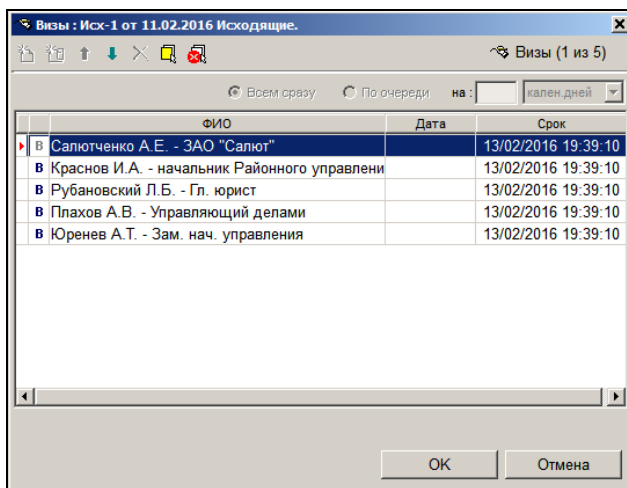 Визы : Исх-1 от 11.02.2016 Исходящие.
Визы (1 из 5)
Всем сразу По очереди на : кален.дней
ФИО Дата Срок
В Салютченко А.Е. - ЗАО "Салют" 13/02/2016 19:39:10
В Краснов И.А. - начальник Районного управлени 13/02/2016 19:39:10
В Рубановский Л.Б. - Гл. юрист 13/02/2016 19:39:10
В Плахов А.В. - Управляющий делами 13/02/2016 19:39:10
В Юренев А.Т. - Зам. нач. управления 13/02/2016 19:39:10
OK Отмена